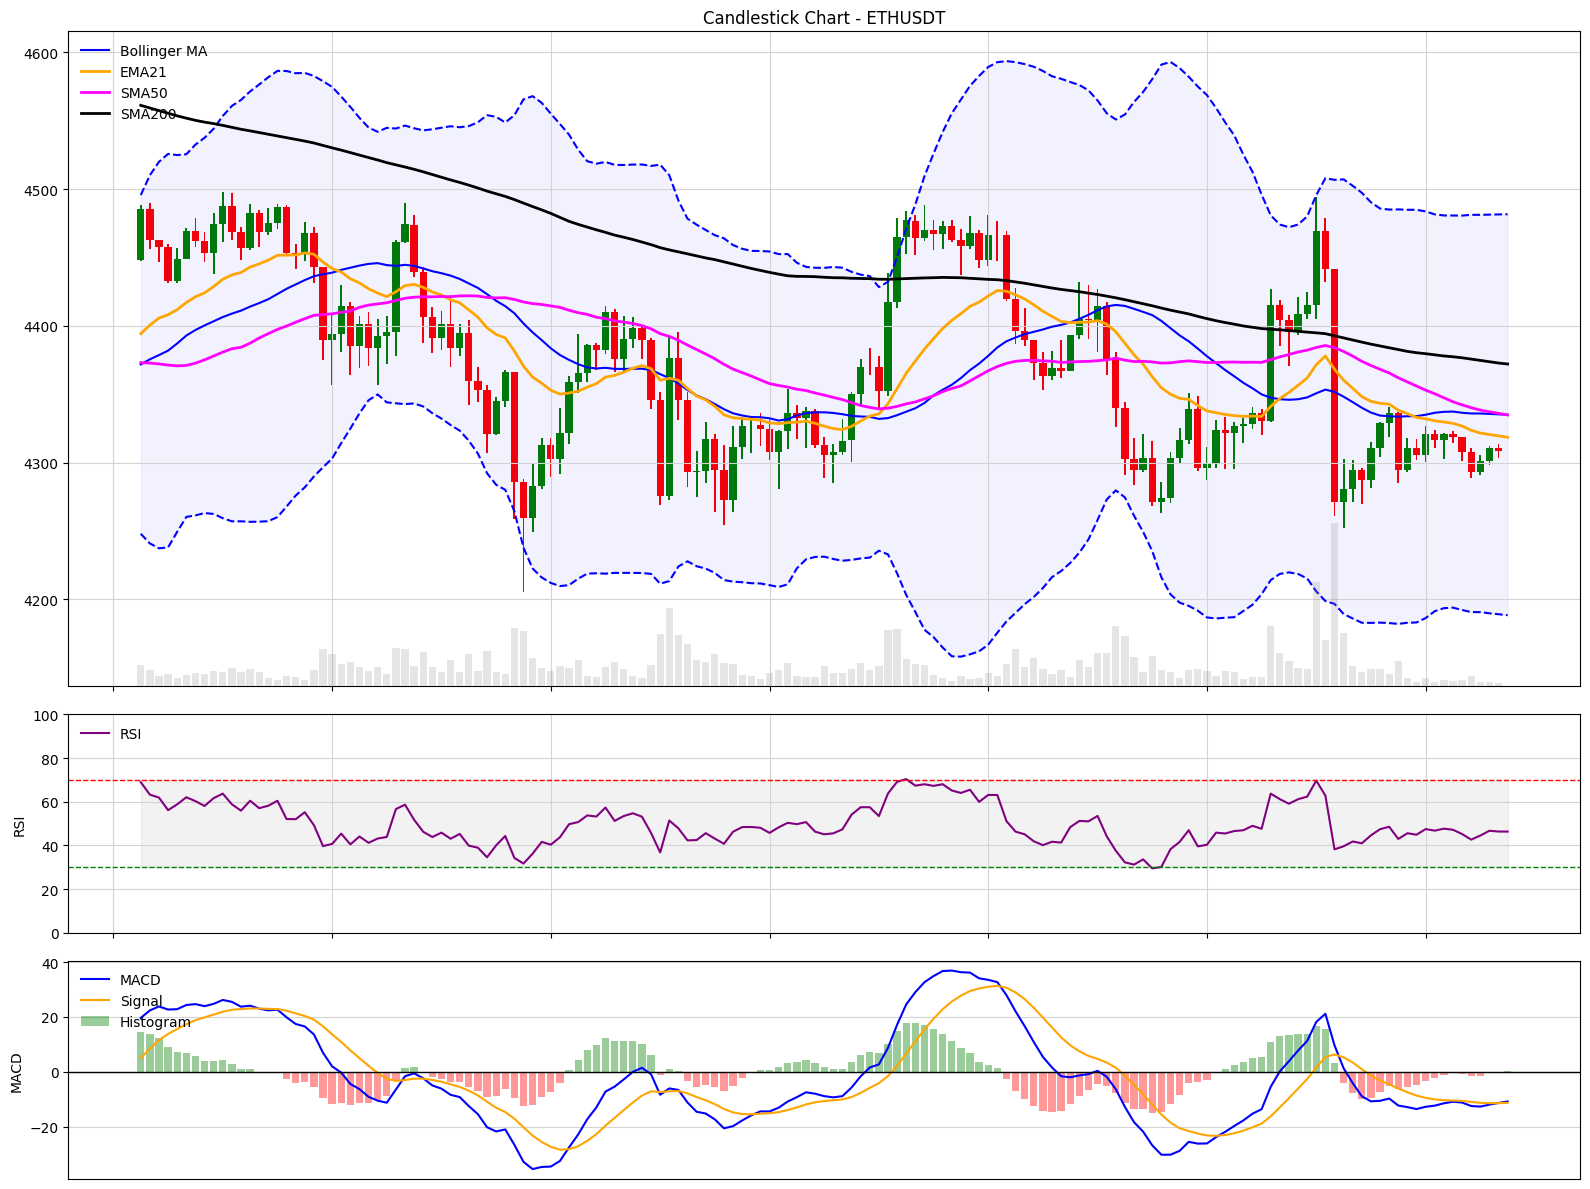 Candlestick Chart - ETHUSDT
4600
4500
4400
4300
4200
Bollinger MA
EMA21
SMA50
SMA200
100
80
60
40
20
0
RSI
RSI
40
20
0
−20
MACD
MACD
Signal
Histogram